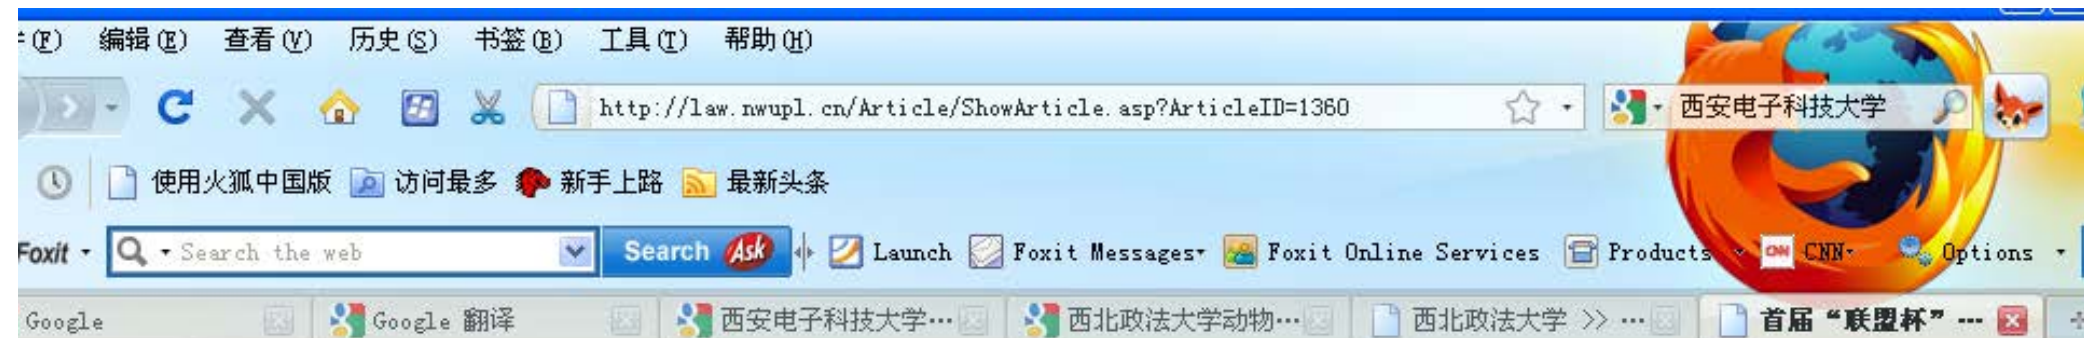 (F) 编辑(E) 查看(V) 历史(S) 书签(B) 工具(T) 帮助(H)
http://law.nwupl.cn/Article/ShowArticle.asp?ArticleID=1360 西安电子科技大学
使用火狐中国版 访问最多 新手上路 最新头条
Foxit Search the web Search Ask Launch Foxit Messages Foxit Online Services Products CNN CNN Options
Google Google 翻译 西安电子科技大学… 西北政法大学动物… 西北政法大学 >> … 首届“联盟杯” …